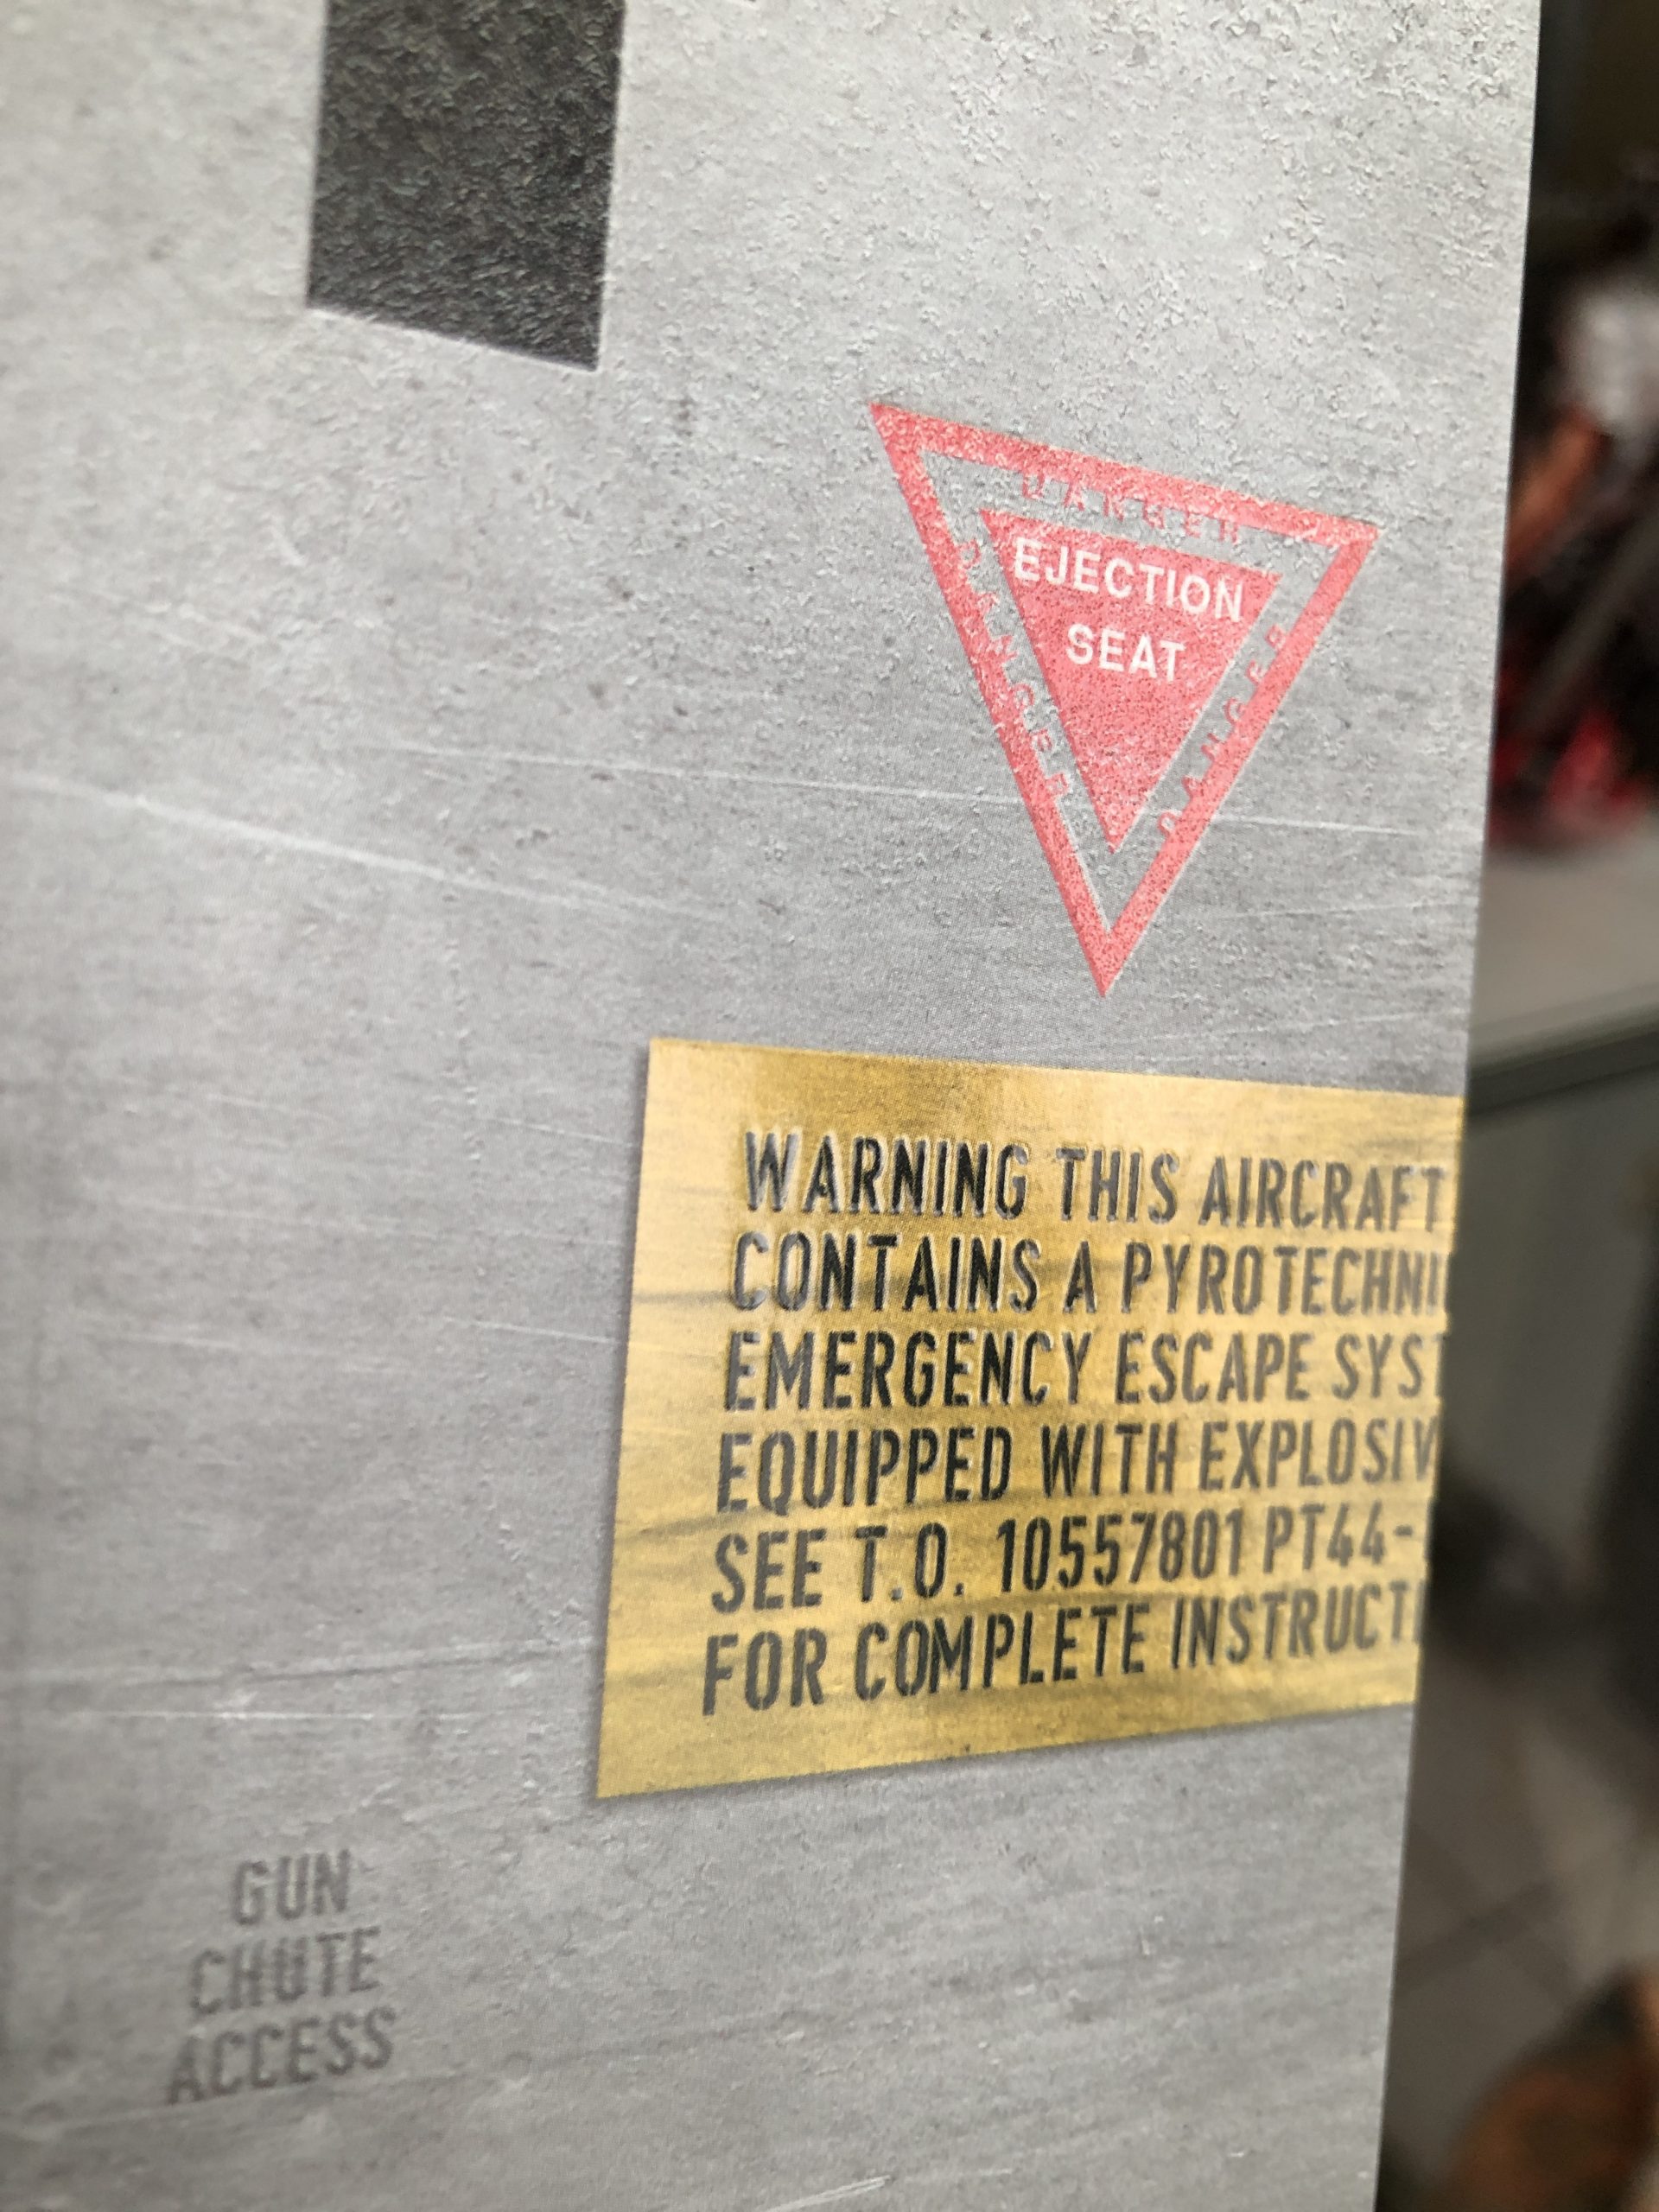 DANGER
DANGER
DANGER
EJECTION
SEAT
WARNING THIS AIRCRAFT
CONTAINS A PYROTECHNI
EMERGENCY ESCAPE SYST
EQUIPPED WITH EXPLOSIV
SEE T.O. 10557801 PT44-
FOR COMPLETE INSTRUCTI
GUN
CHUTE
ACCESS